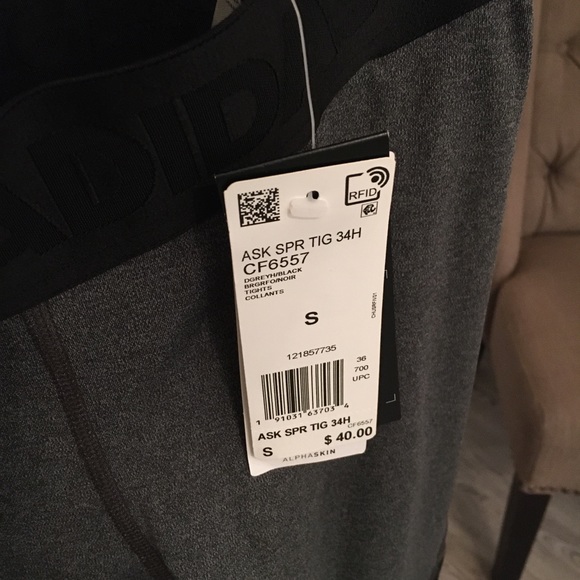 ADIDA
RFID
ASK SPR TIG 34H
CF6557
DGREYH/BLACK
BRGRFO/NOIR
TIGHTS
COLLANTS
S
121857735
36
700
UPC
1 91031 63703 4
ASK SPR TIG 34H CF6557
S $ 40.00
ALPHASKIN